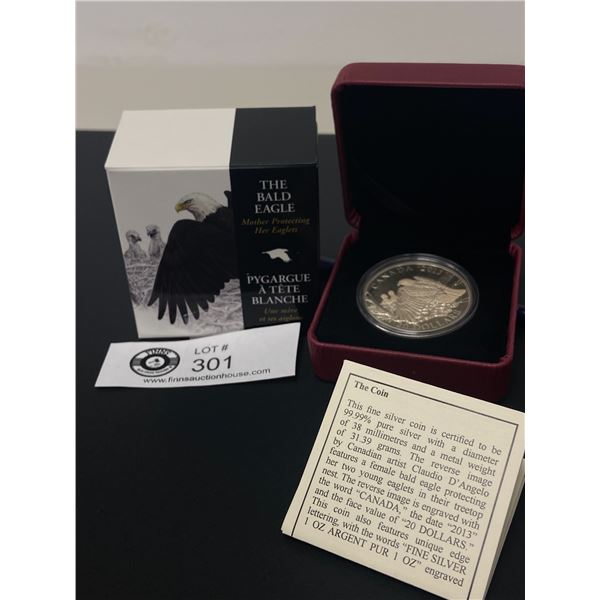 THE
BALD
EAGLE
Mother Protecting
Her Eaglets
PYGARGUE
À TÊTE
BLANCHE
Une mère
et ses aiglons
FINN'S
LOT #
301
www.finnsauctionhouse.com
CANADA 2013
20 DOLLARS
The Coin
This fine silver coin is certified to be
99.99% pure silver with a diameter
of 38 millimetres and a metal weight
of 31.39 grams. The reverse image
by Canadian artist Claudio D'Angelo
features a female bald eagle protecting
her two young eaglets in their treetop
nest. The reverse image is engraved with
the word "CANADA," the date "2013"
and the face value of "20 DOLLARS."
This coin also features unique edge
lettering, with the words "FINE SILVER
1 OZ ARGENT PUR 1 OZ" engraved